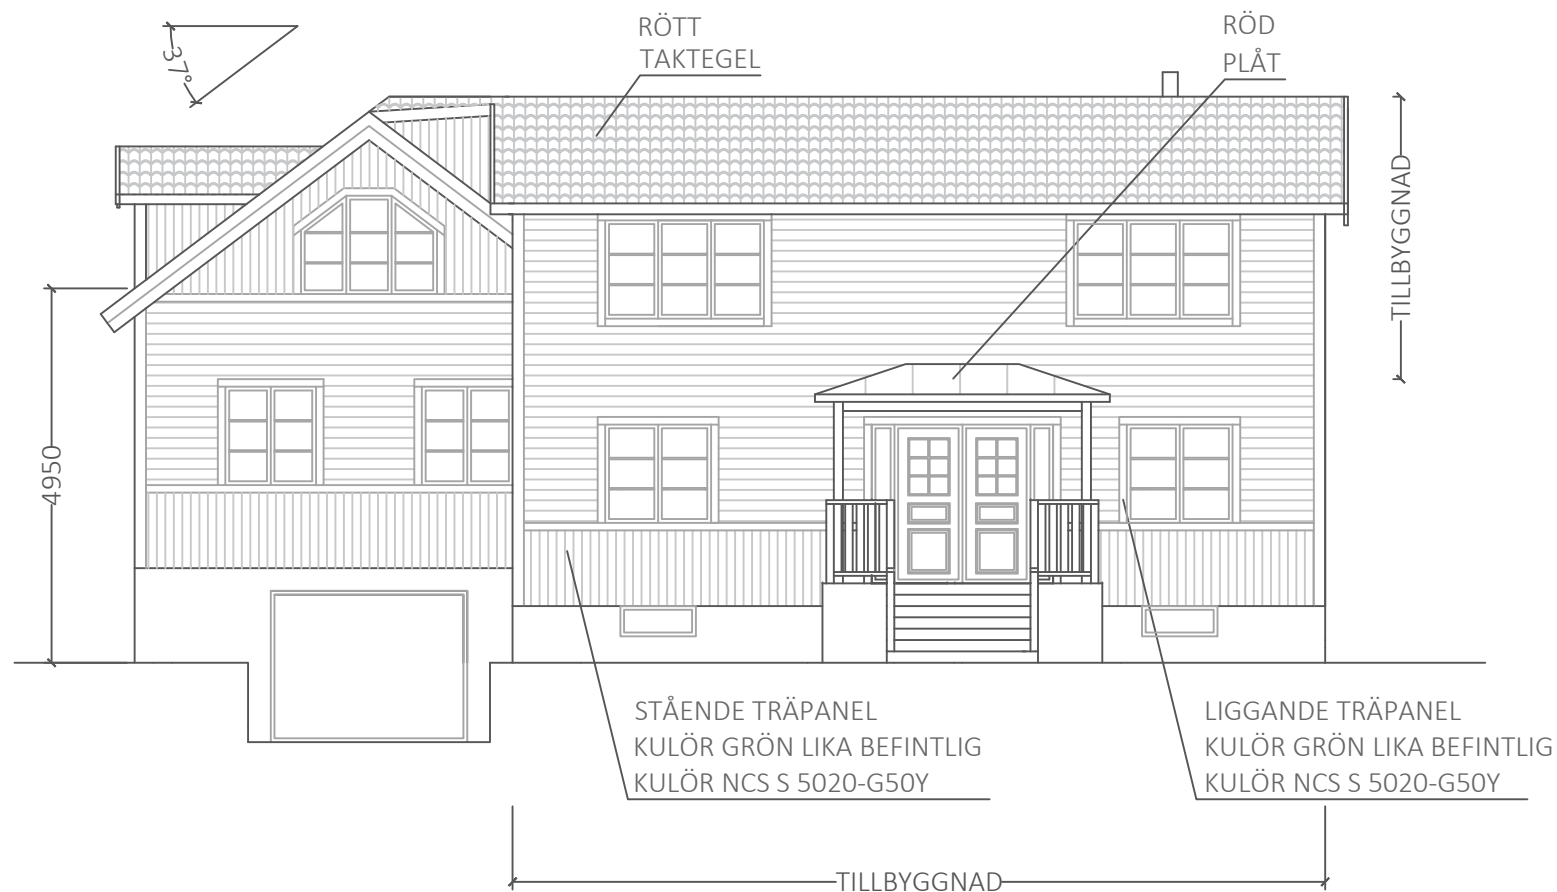 RÖTT
TAKTEGEL
RÖD
PLÅT
37°
TILLBYGGNAD
4950
STÅENDE TRÄPANEL
KULÖR GRÖN LIKA BEFINTLIG
KULÖR NCS S 5020-G50Y
LIGGANDE TRÄPANEL
KULÖR GRÖN LIKA BEFINTLIG
KULÖR NCS S 5020-G50Y
TILLBYGGNAD